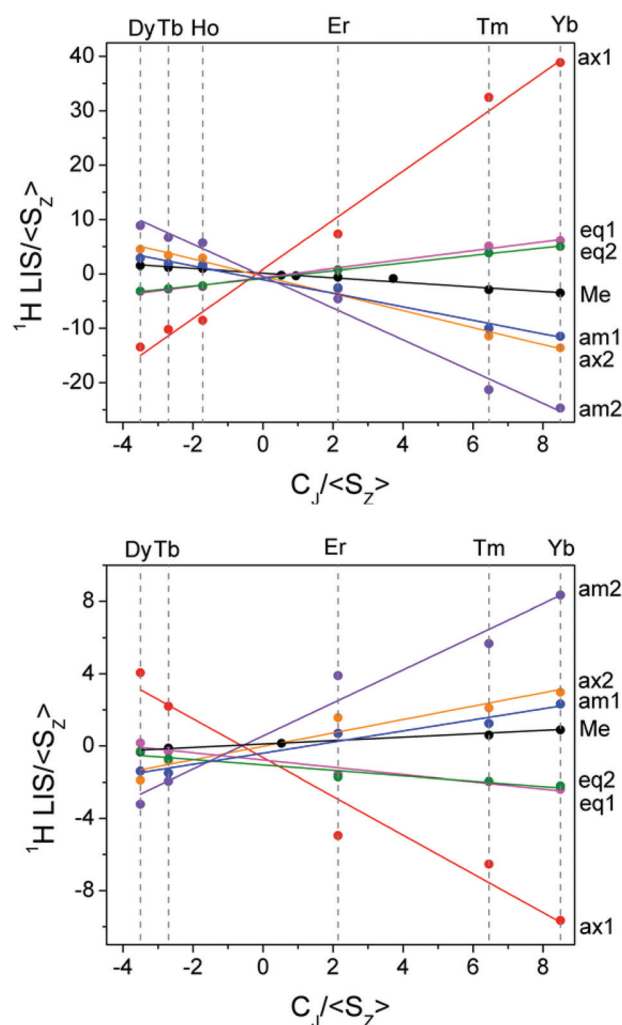 Dy Tb Ho Er Tm Yb
40
30
20
10
0
-10
-20
¹H LIS/<S_Z>
ax1
eq1
eq2
Me
am1
ax2
am2
-4 -2 0 2 4 6 8
C_J/<S_Z>
Dy Tb Er Tm Yb
8
4
0
-4
-8
¹H LIS/<S_Z>
am2
ax2
am1
Me
eq2
eq1
ax1
-4 -2 0 2 4 6 8
C_J/<S_Z>